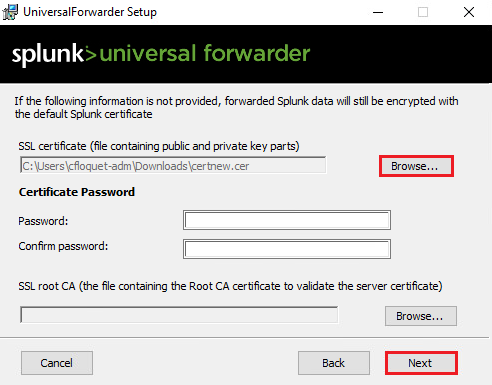 UniversalForwarder Setup
splunk> universal forwarder
If the following information is not provided, forwarded Splunk data will still be encrypted with
the default Splunk certificate
SSL certificate (file containing public and private key parts)
C:\Users\cfloquet-adm\Downloads\certnew.cer
Browse...
Certificate Password
Password:
Confirm password:
SSL root CA (the file containing the Root CA certificate to validate the server certificate)
Browse...
Cancel
Back
Next